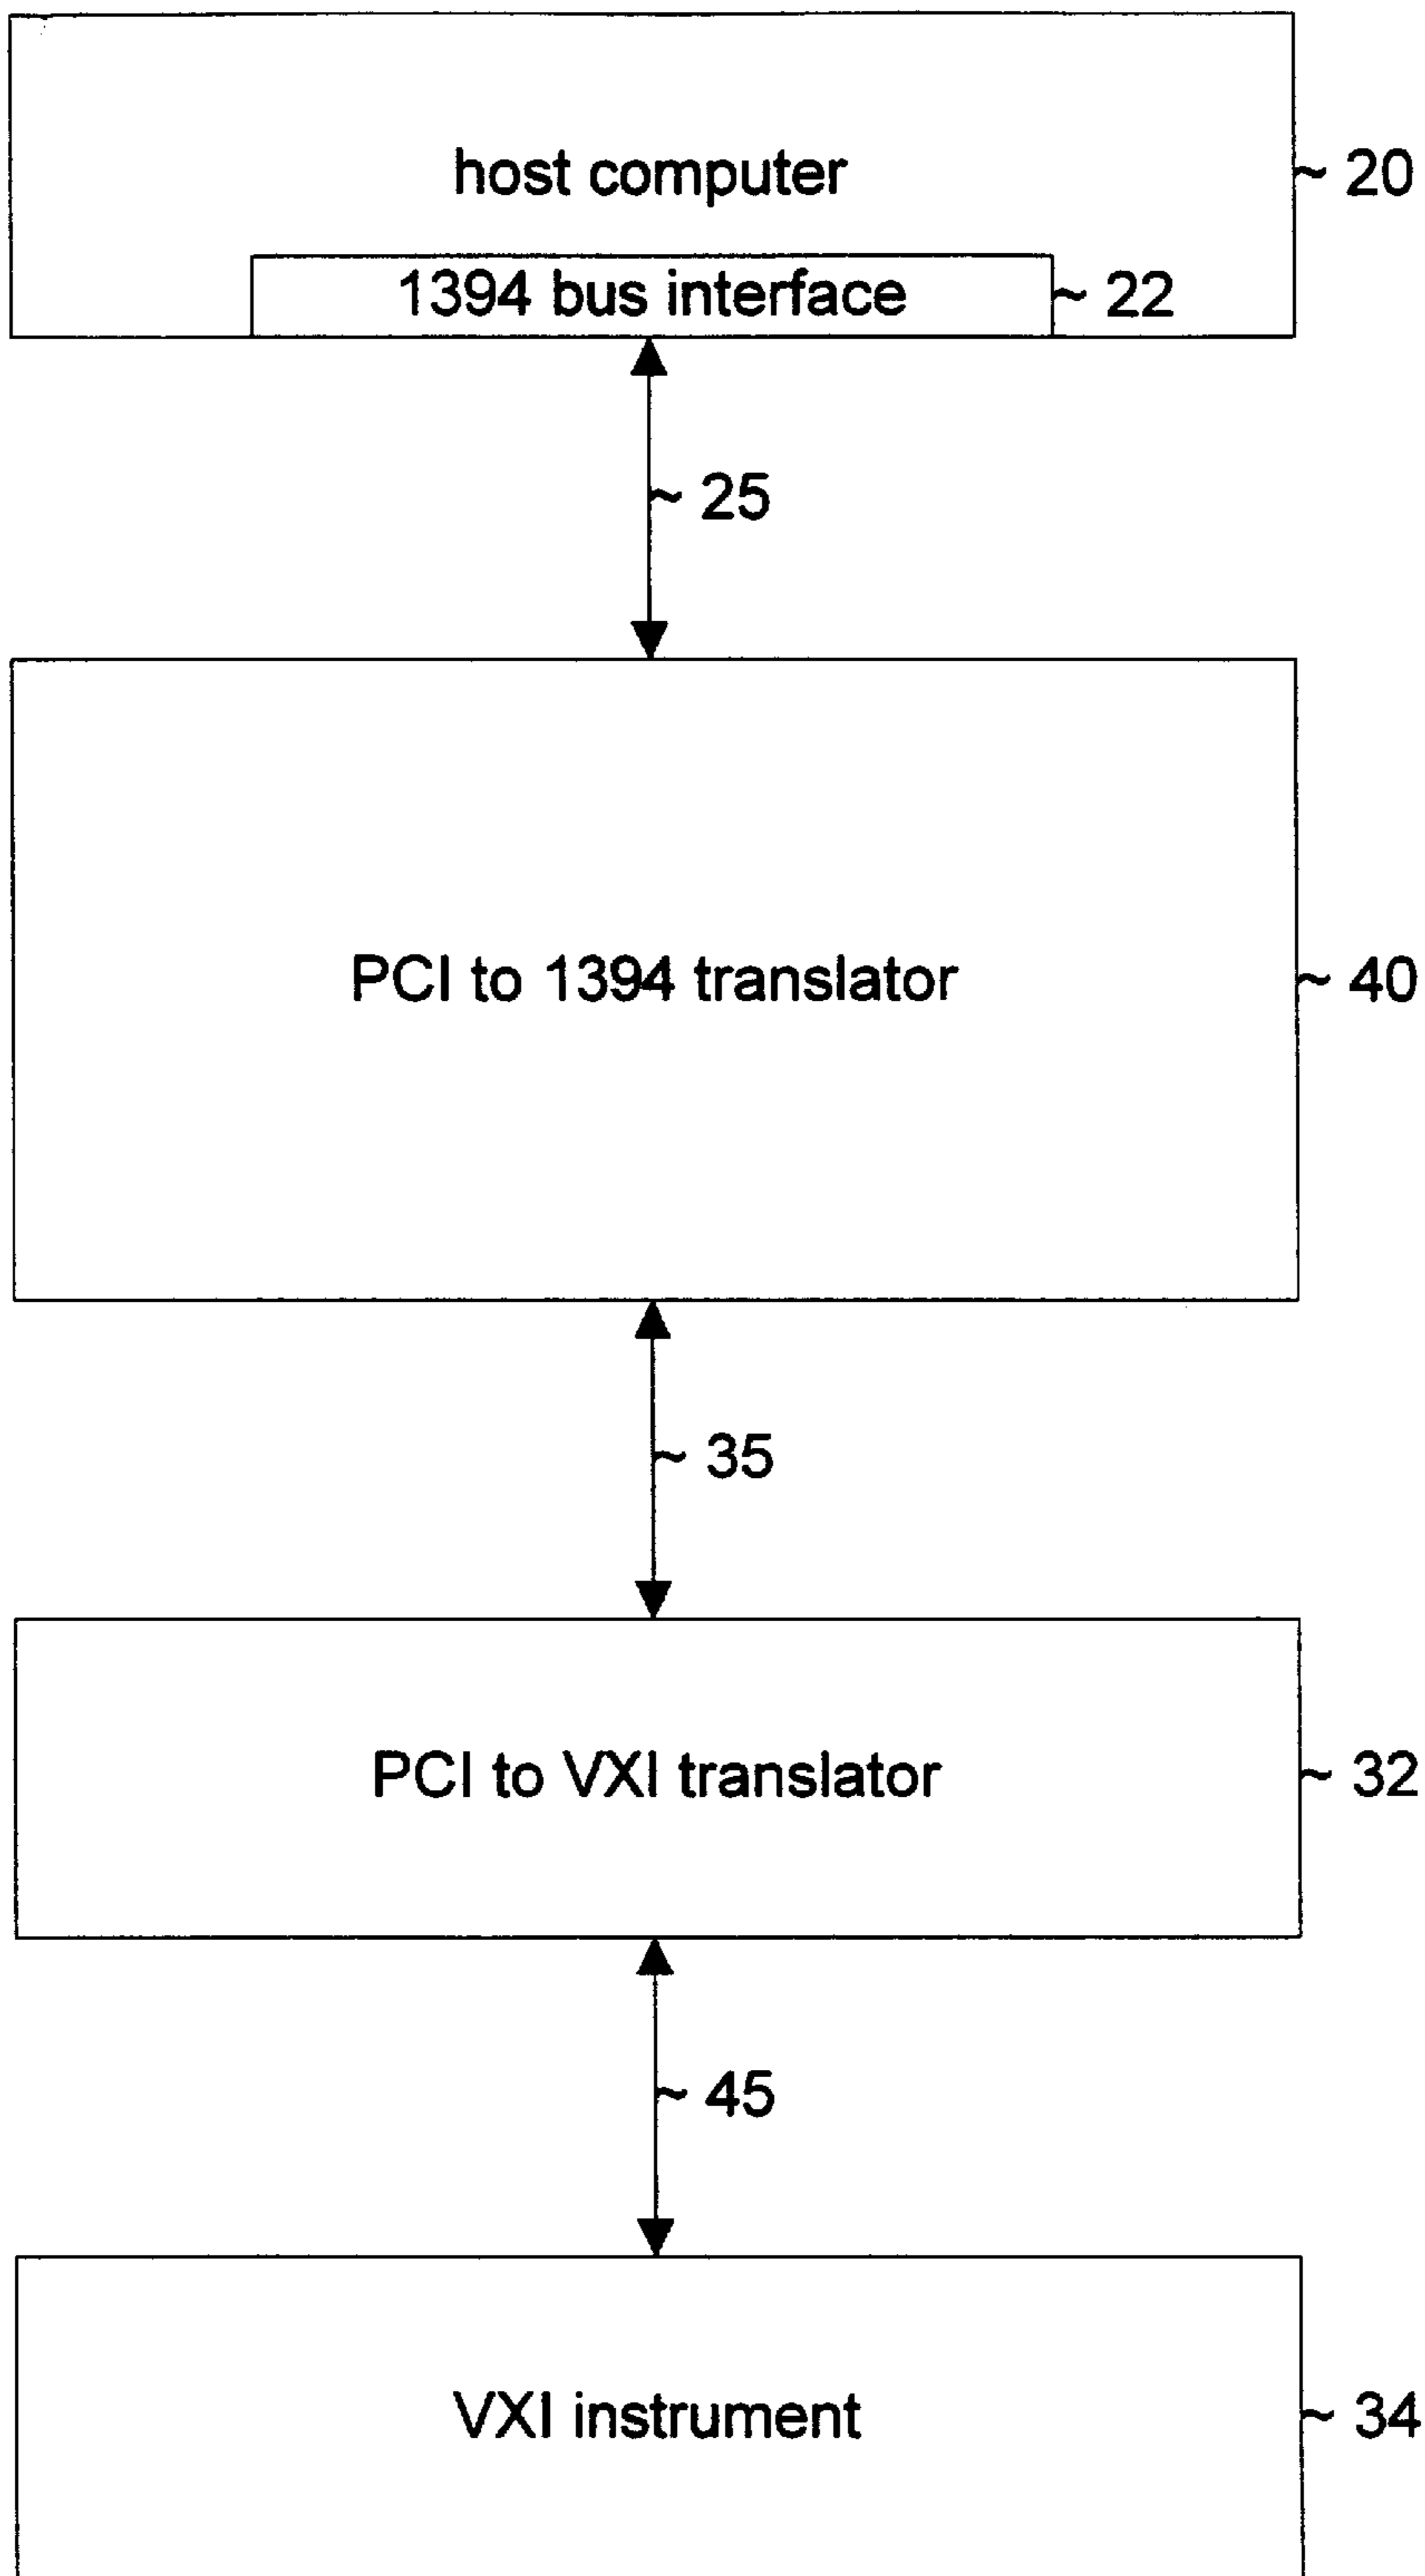 host computer ~ 20
1394 bus interface ~ 22
~ 25
PCI to 1394 translator ~ 40
~ 35
PCI to VXI translator ~ 32
~ 45
VXI instrument ~ 34